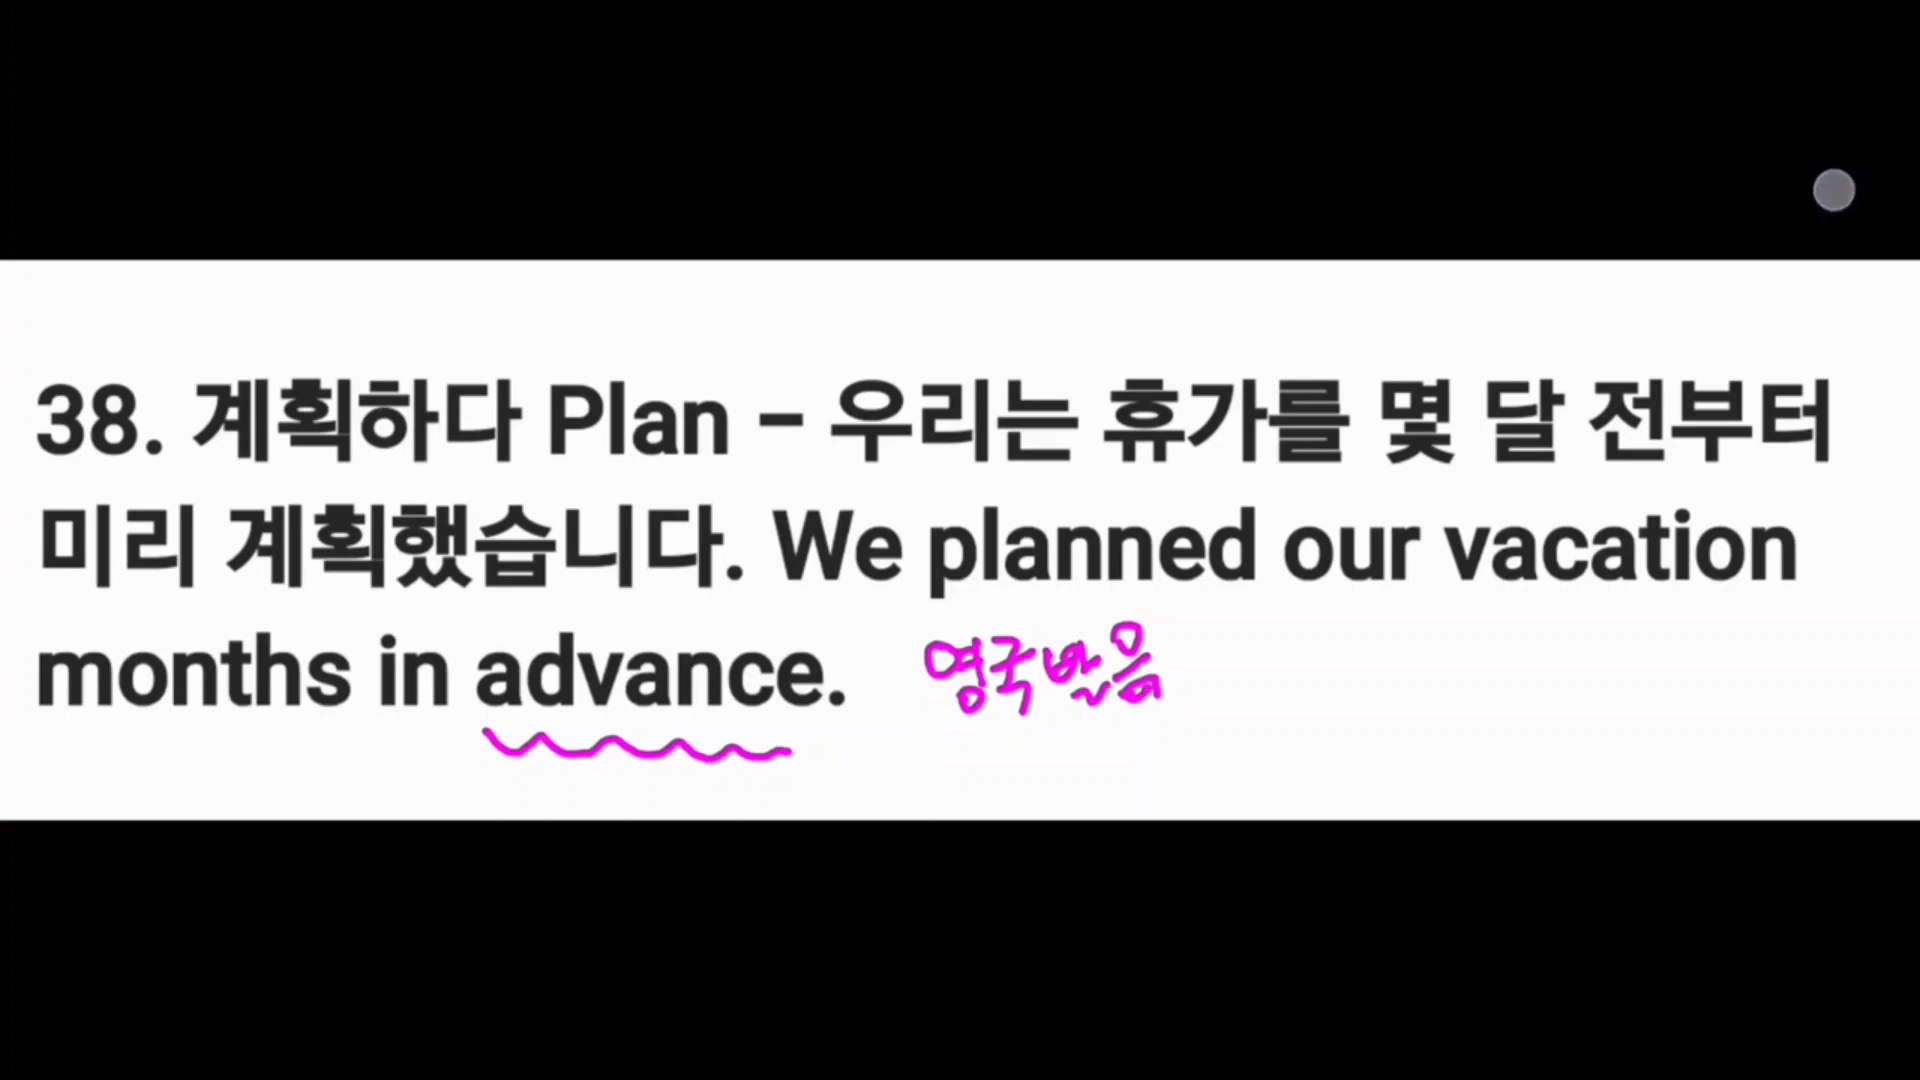 38. 계획하다 Plan – 우리는 휴가를 몇 달 전부터
미리 계획했습니다. We planned our vacation
months in advance. 영국발음